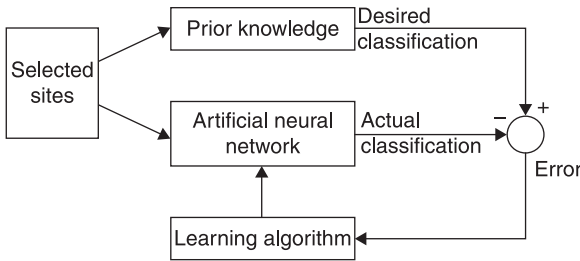 Selected
sites
Prior knowledge
Desired
classification
Artificial neural
network
Actual
classification
−
+
Error
Learning algorithm